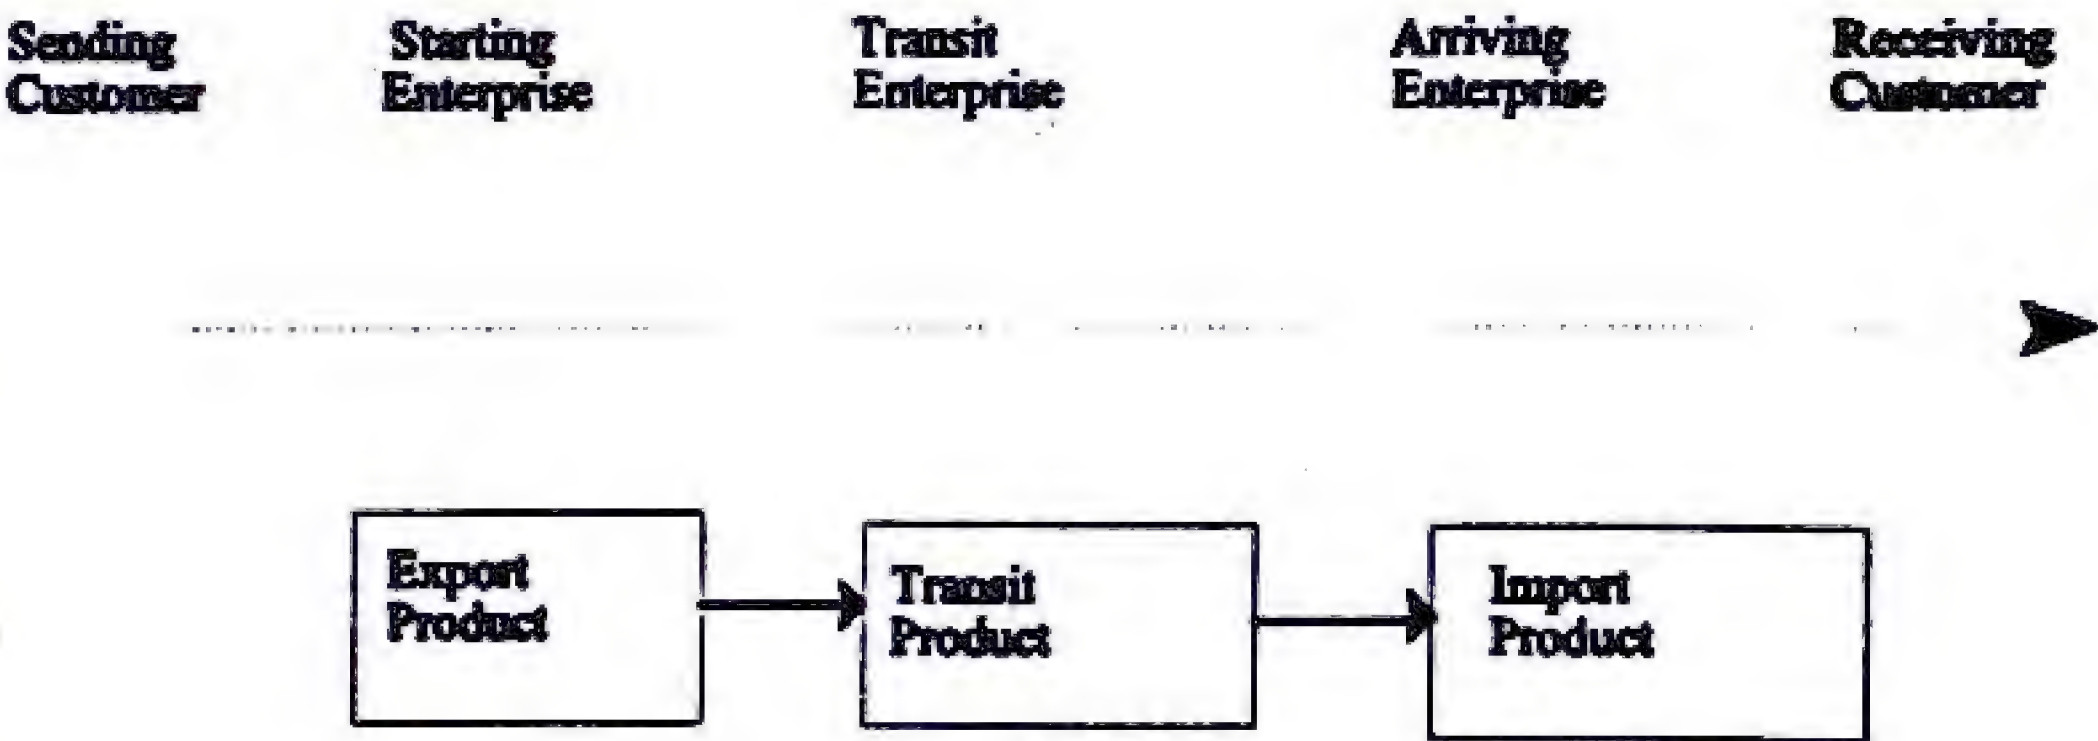 Sending
Customer
Starting
Enterprise
Transit
Enterprise
Arriving
Enterprise
Receiving
Customer
Export
Product
Transit
Product
Import
Product